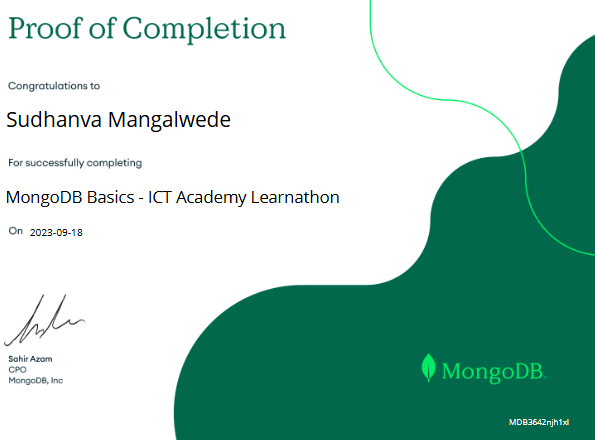 Proof of Completion
Congratulations to
Sudhanva Mangalwede
For successfully completing
MongoDB Basics - ICT Academy Learnathon
On 2023-09-18
Sahir Azam
CPO
MongoDB, Inc
MongoDB.
MDB3642njh1xl